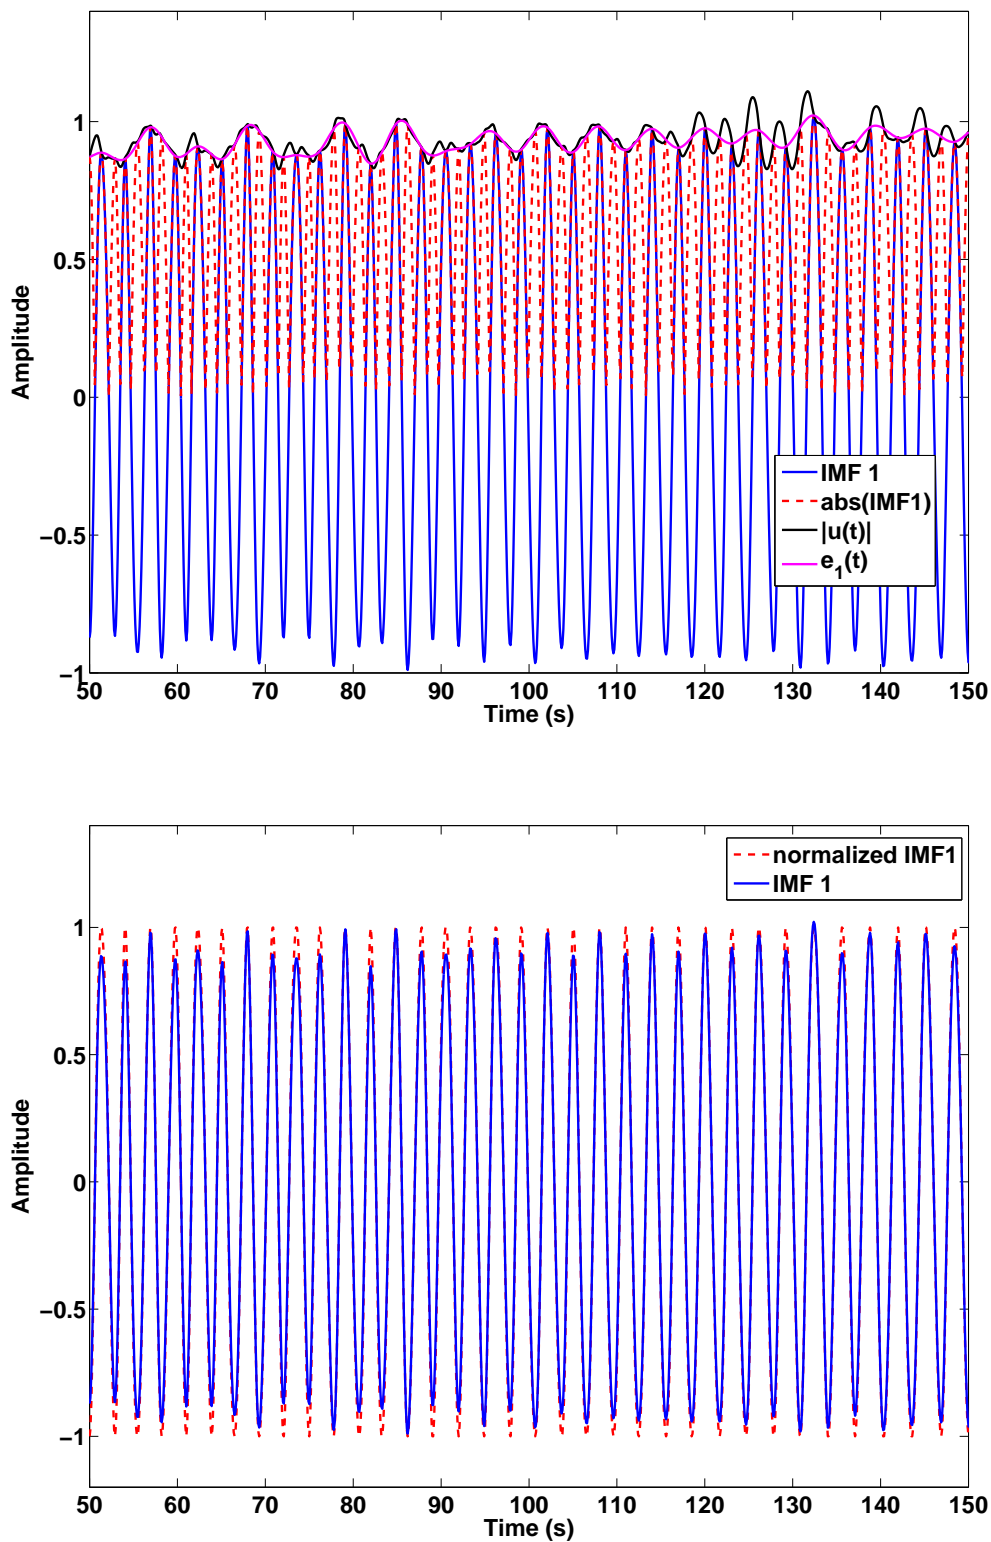 1
0.5
0
−0.5
−1
Amplitude
IMF 1
abs(IMF1)
|u(t)|
e1(t)
50 60 70 80 90 100 110 120 130 140 150
Time (s)
normalized IMF1
IMF 1
1
0.5
0
−0.5
−1
Amplitude
50 60 70 80 90 100 110 120 130 140 150
Time (s)